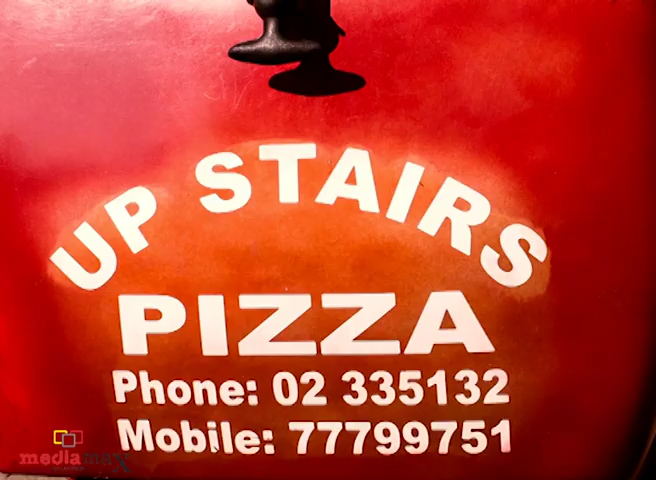 UP STAIRS
PIZZA
Phone: 02 335132
Mobile: 77799751
mediamax